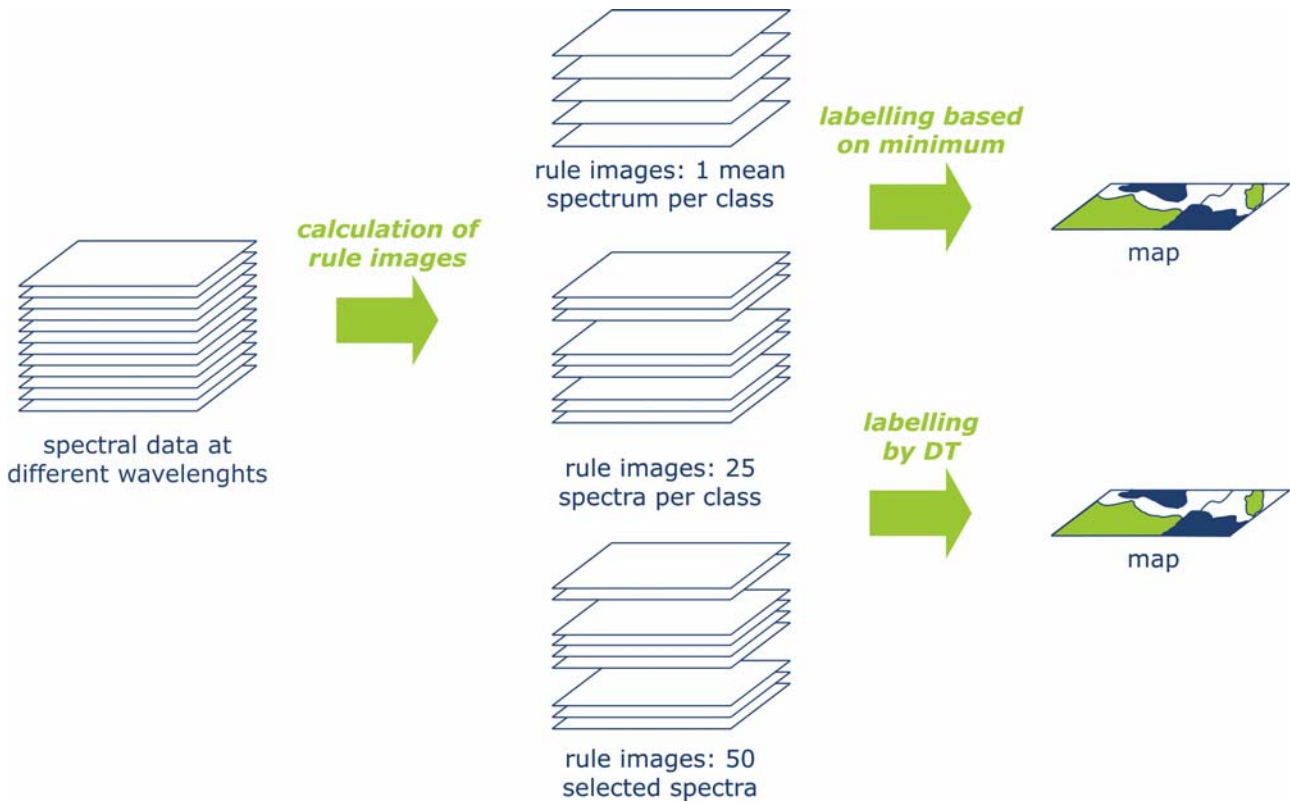 spectral data at
different wavelenghts
calculation of
rule images
rule images: 1 mean
spectrum per class
rule images: 25
spectra per class
rule images: 50
selected spectra
labelling based
on minimum
map
labelling
by DT
map